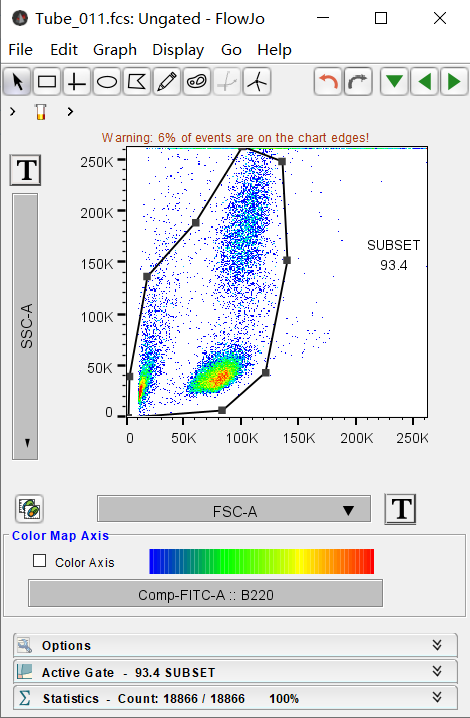 Tube_011.fcs: Ungated - FlowJo
File Edit Graph Display Go Help
T
Warning: 6% of events are on the chart edges!
T
250K
200K
150K
100K
50K
0
SSC-A
SUBSET
93.4
0 50K 100K 150K 200K 250K
FSC-A
T
Color Map Axis
Color Axis
Comp-FITC-A :: B220
Options
Active Gate - 93.4 SUBSET
Statistics - Count: 18866 / 18866 100%